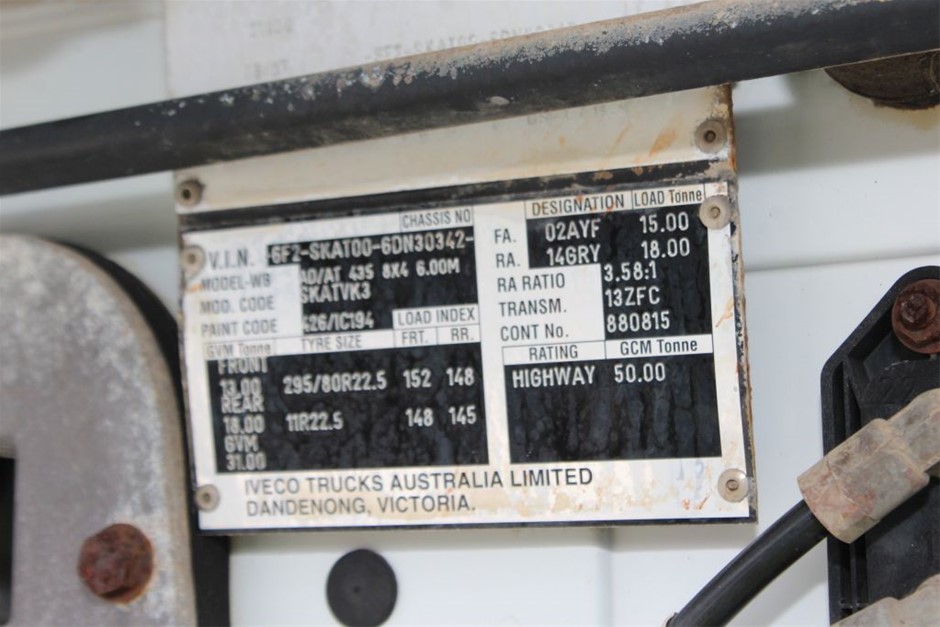 CHASSIS NO
V.I.N. 6F2-SKAT00-6DN30342-
MODEL-WB AD/AT 435 8X4 6.00M
MOD. CODE SKATVK3
PAINT CODE 426/IC194 LOAD INDEX
GVM Tonne TYRE SIZE FRT. RR.
FRONT
13.00 295/80R22.5 152 148
REAR
18.00 11R22.5 148 145
GVM
31.00
DESIGNATION LOAD Tonne
FA. 02AYF 15.00
RA. 14GRY 18.00
RA RATIO 3.58:1
TRANSM. 13ZFC
CONT No. 880815
RATING GCM Tonne
HIGHWAY 50.00
IVECO TRUCKS AUSTRALIA LIMITED
DANDENONG, VICTORIA.